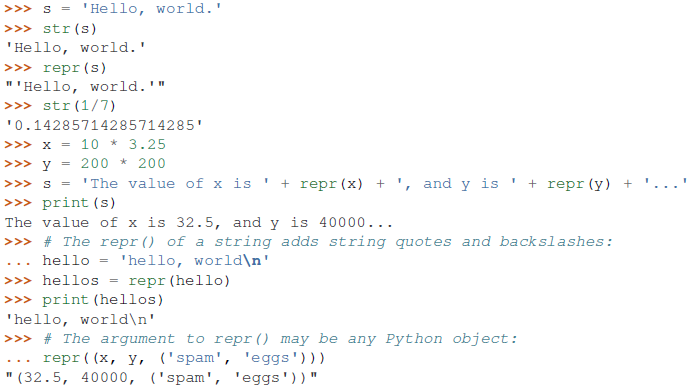 >>> s = 'Hello, world.'
>>> str(s)
'Hello, world.'
>>> repr(s)
"'Hello, world.'"
>>> str(1/7)
'0.14285714285714285'
>>> x = 10 * 3.25
>>> y = 200 * 200
>>> s = 'The value of x is ' + repr(x) + ', and y is ' + repr(y) + '...'
>>> print(s)
The value of x is 32.5, and y is 40000...
>>> # The repr() of a string adds string quotes and backslashes:
... hello = 'hello, world\n'
>>> hellos = repr(hello)
>>> print(hellos)
'hello, world\n'
>>> # The argument to repr() may be any Python object:
... repr((x, y, ('spam', 'eggs')))
"(32.5, 40000, ('spam', 'eggs'))"